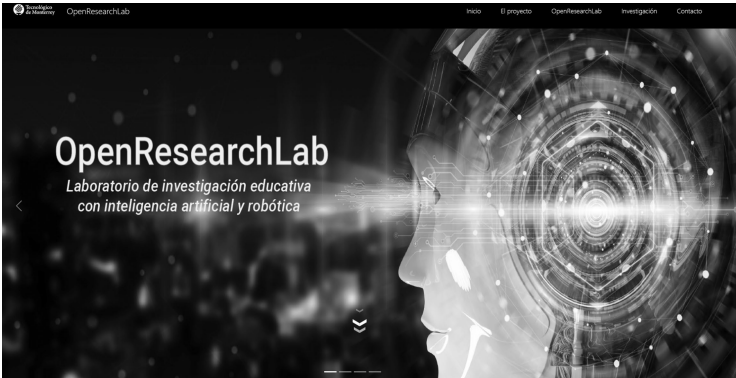 Tecnológico
de Monterrey
OpenResearchLab
Inicio
El proyecto
OpenResearchLab
Investigación
Contacto
OpenResearchLab
Laboratorio de investigación educativa
con inteligencia artificial y robótica